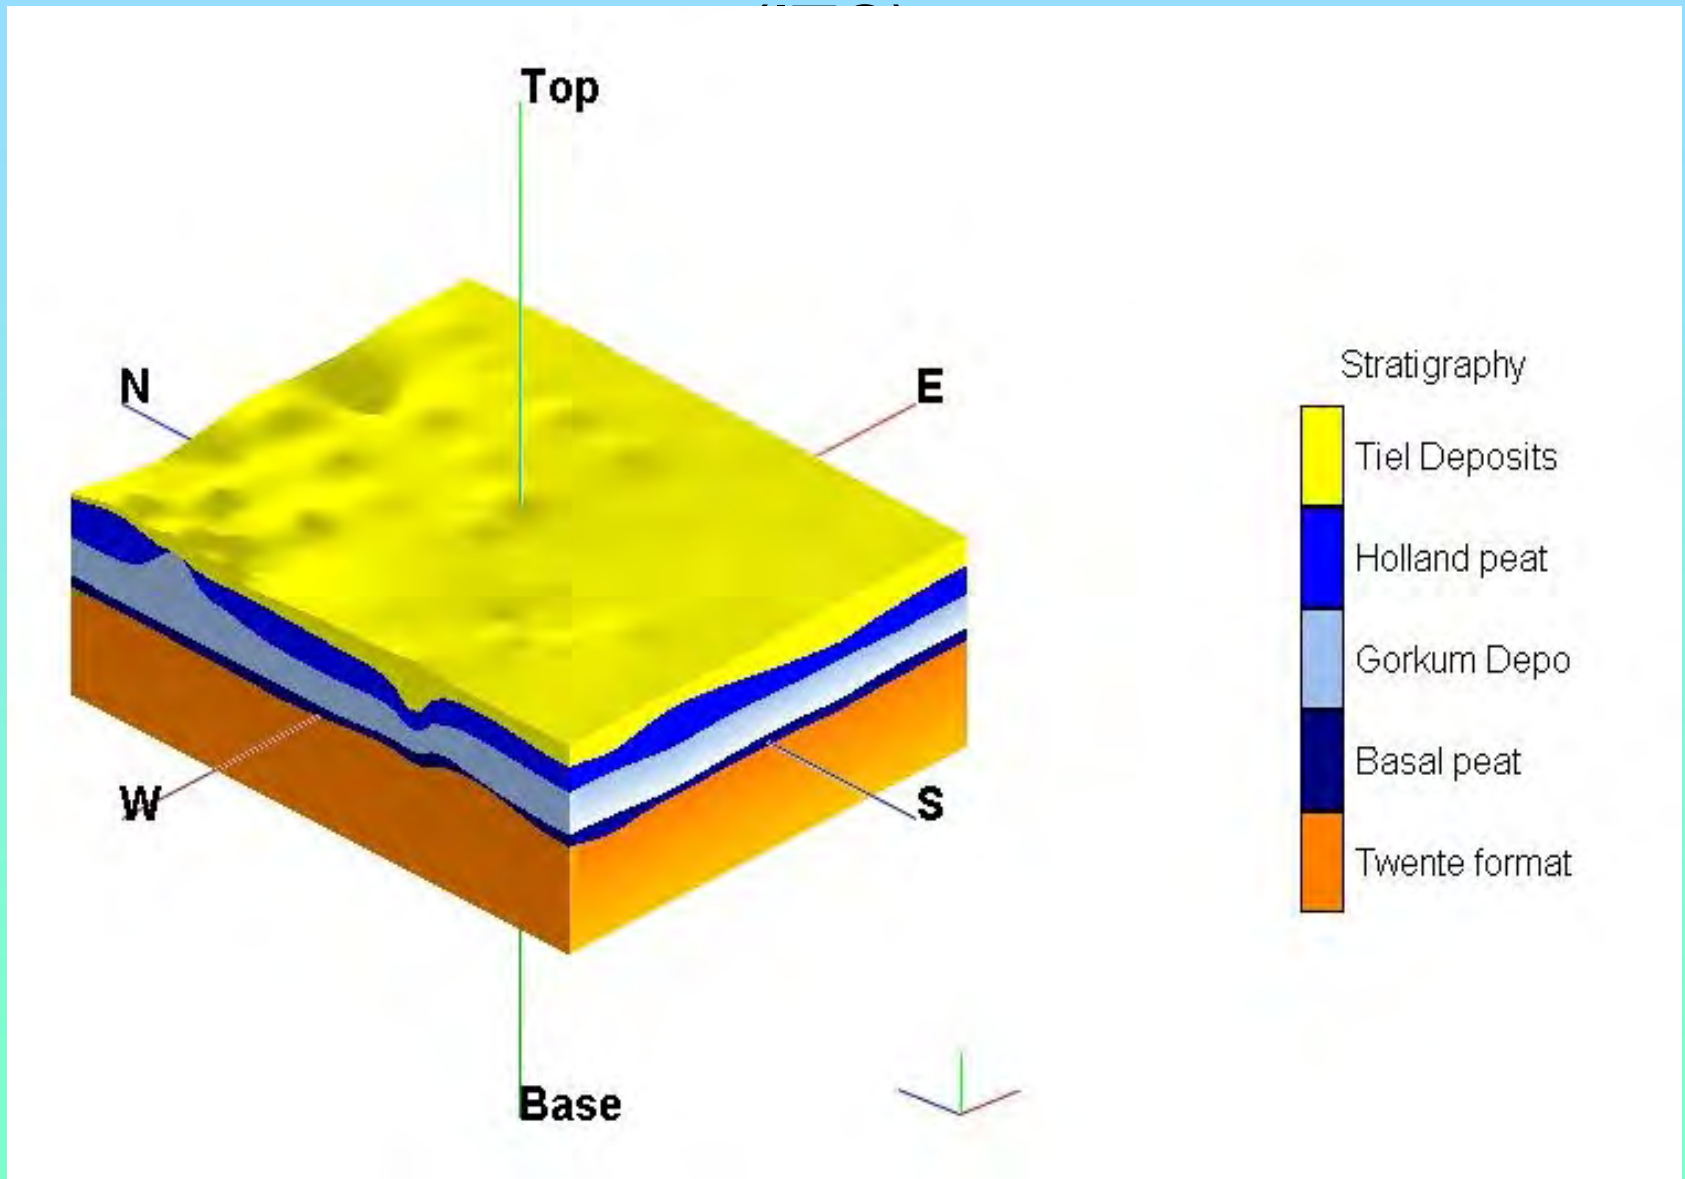 Top
N
E
Stratigraphy
Tiel Deposits
Holland peat
Gorkum Depo
Basal peat
Twente format
W
S
Base